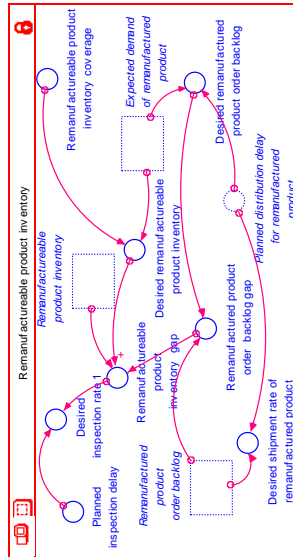 Remanufactureable product inventory
Remanufactureable product
inventory coverage
Expected demand
of remanufactured
product
Desired remanufactured
product order backlog
Remanufactureable
product inventory
Desired remanufactureable
product inventory
Planned distribution delay
for remanufactured
product
Desired
inspection rate 1
Remanufactureable
product
inventory gap
+
Remanufactured product
order backlog gap
Planned
inspection delay
Remanufactured
product
order backlog
Desired shipment rate of
remanufactured product